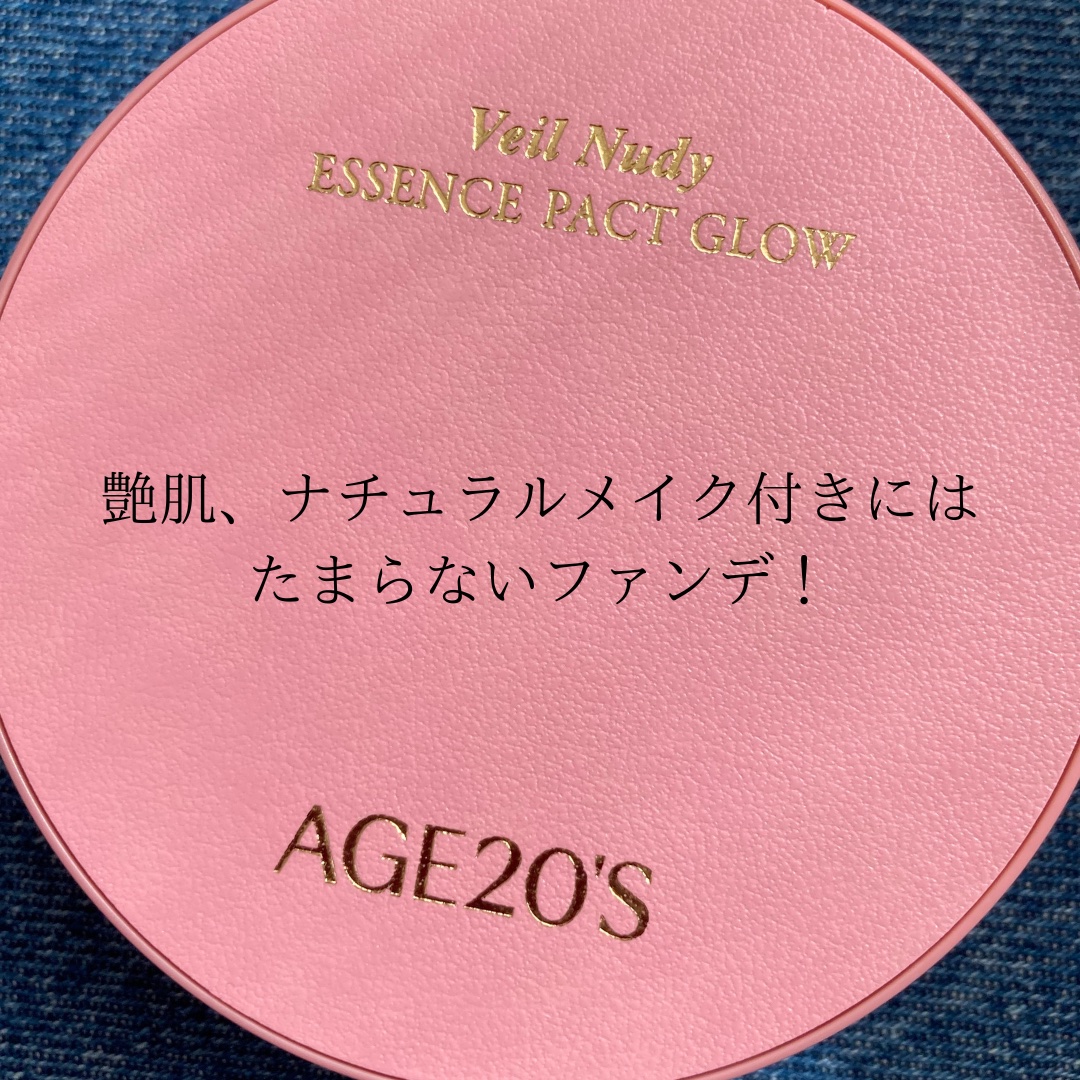 Veil Nudy
ESSENCE PACT GLOW
艶肌、ナチュラルメイク付きには
たまらないファンデ！
AGE20'S